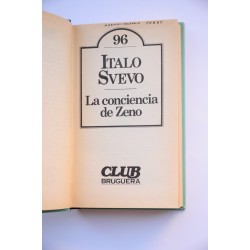 96
ITALO
SVEVO
La conciencia
de Zeno
CLUB
BRUGUERA